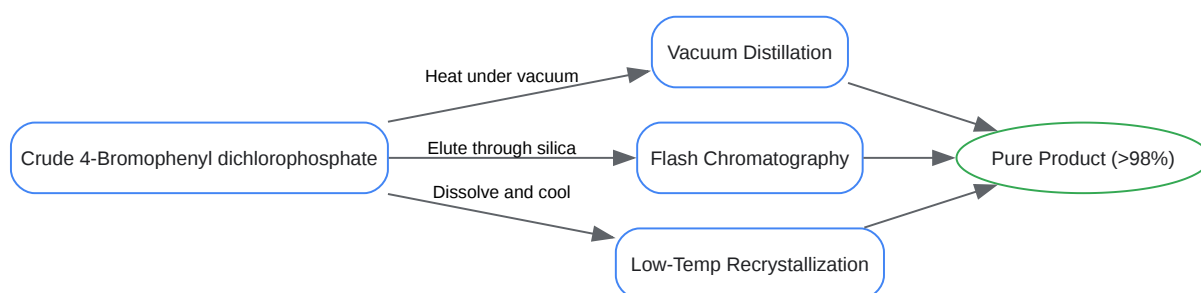 Vacuum Distillation
Heat under vacuum
Crude 4-Bromophenyl dichlorophosphate
Elute through silica
Flash Chromatography
Pure Product (>98%)
Dissolve and cool
Low-Temp Recrystallization